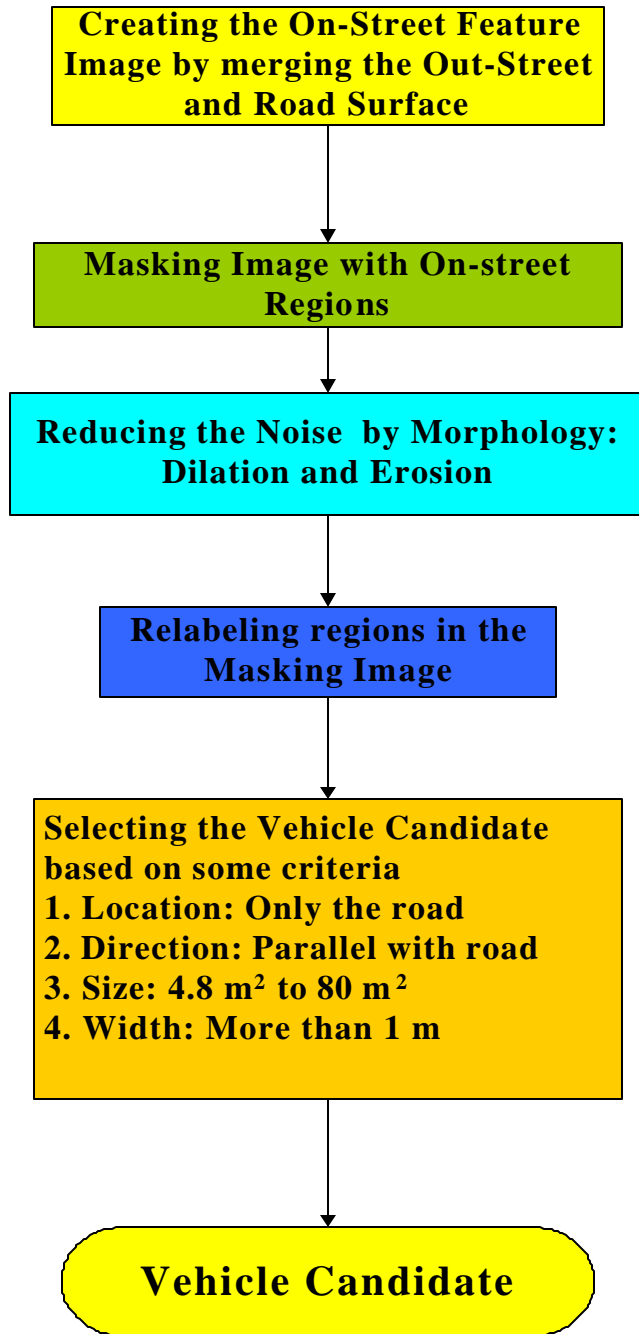 Creating the On-Street Feature
Image by merging the Out-Street
and Road Surface
Masking Image with On-street
Regions
Reducing the Noise by Morphology:
Dilation and Erosion
Relabeling regions in the
Masking Image
Selecting the Vehicle Candidate
based on some criteria
1. Location: Only the road
2. Direction: Parallel with road
3. Size: 4.8 m² to 80 m²
4. Width: More than 1 m
Vehicle Candidate